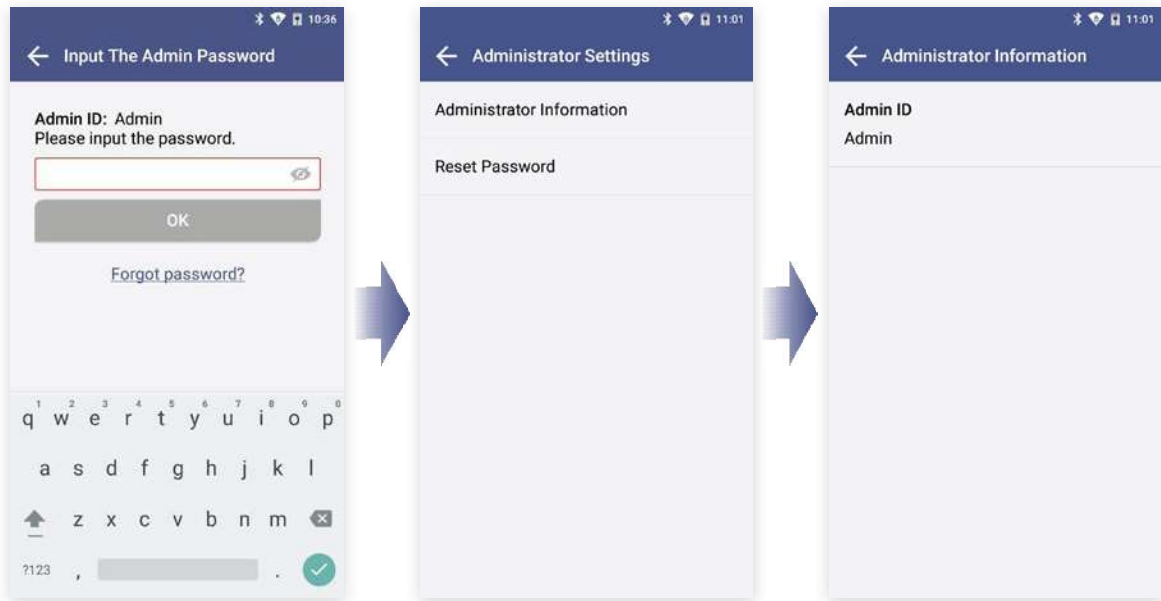 10:36
Input The Admin Password
Admin ID: Admin
Please input the password.
OK
Forgot password?
1 2 3 4 5 6 7 8 9 0
q w e r t y u i o p
a s d f g h j k l
z x c v b n m
?123 , .
11:01
Administrator Settings
Administrator Information
Reset Password
11:01
Administrator Information
Admin ID
Admin